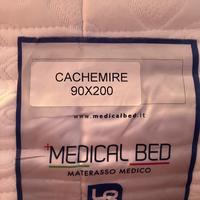 CACHEMIRE
90X200
www.medicalbed.it
MEDICAL BED
MATERASSO MEDICO